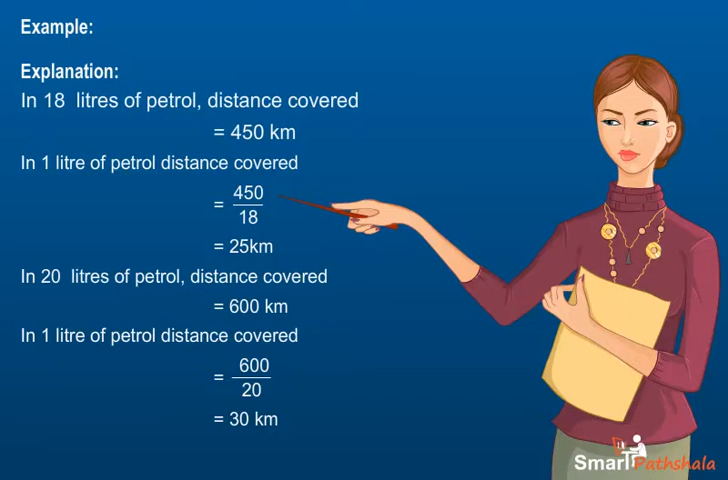 Example:
Explanation:
In 18 litres of petrol, distance covered
= 450 km
In 1 litre of petrol distance covered
= 450/18
= 25km
In 20 litres of petrol, distance covered
= 600 km
In 1 litre of petrol distance covered
= 600/20
= 30 km
Smart Pathshala